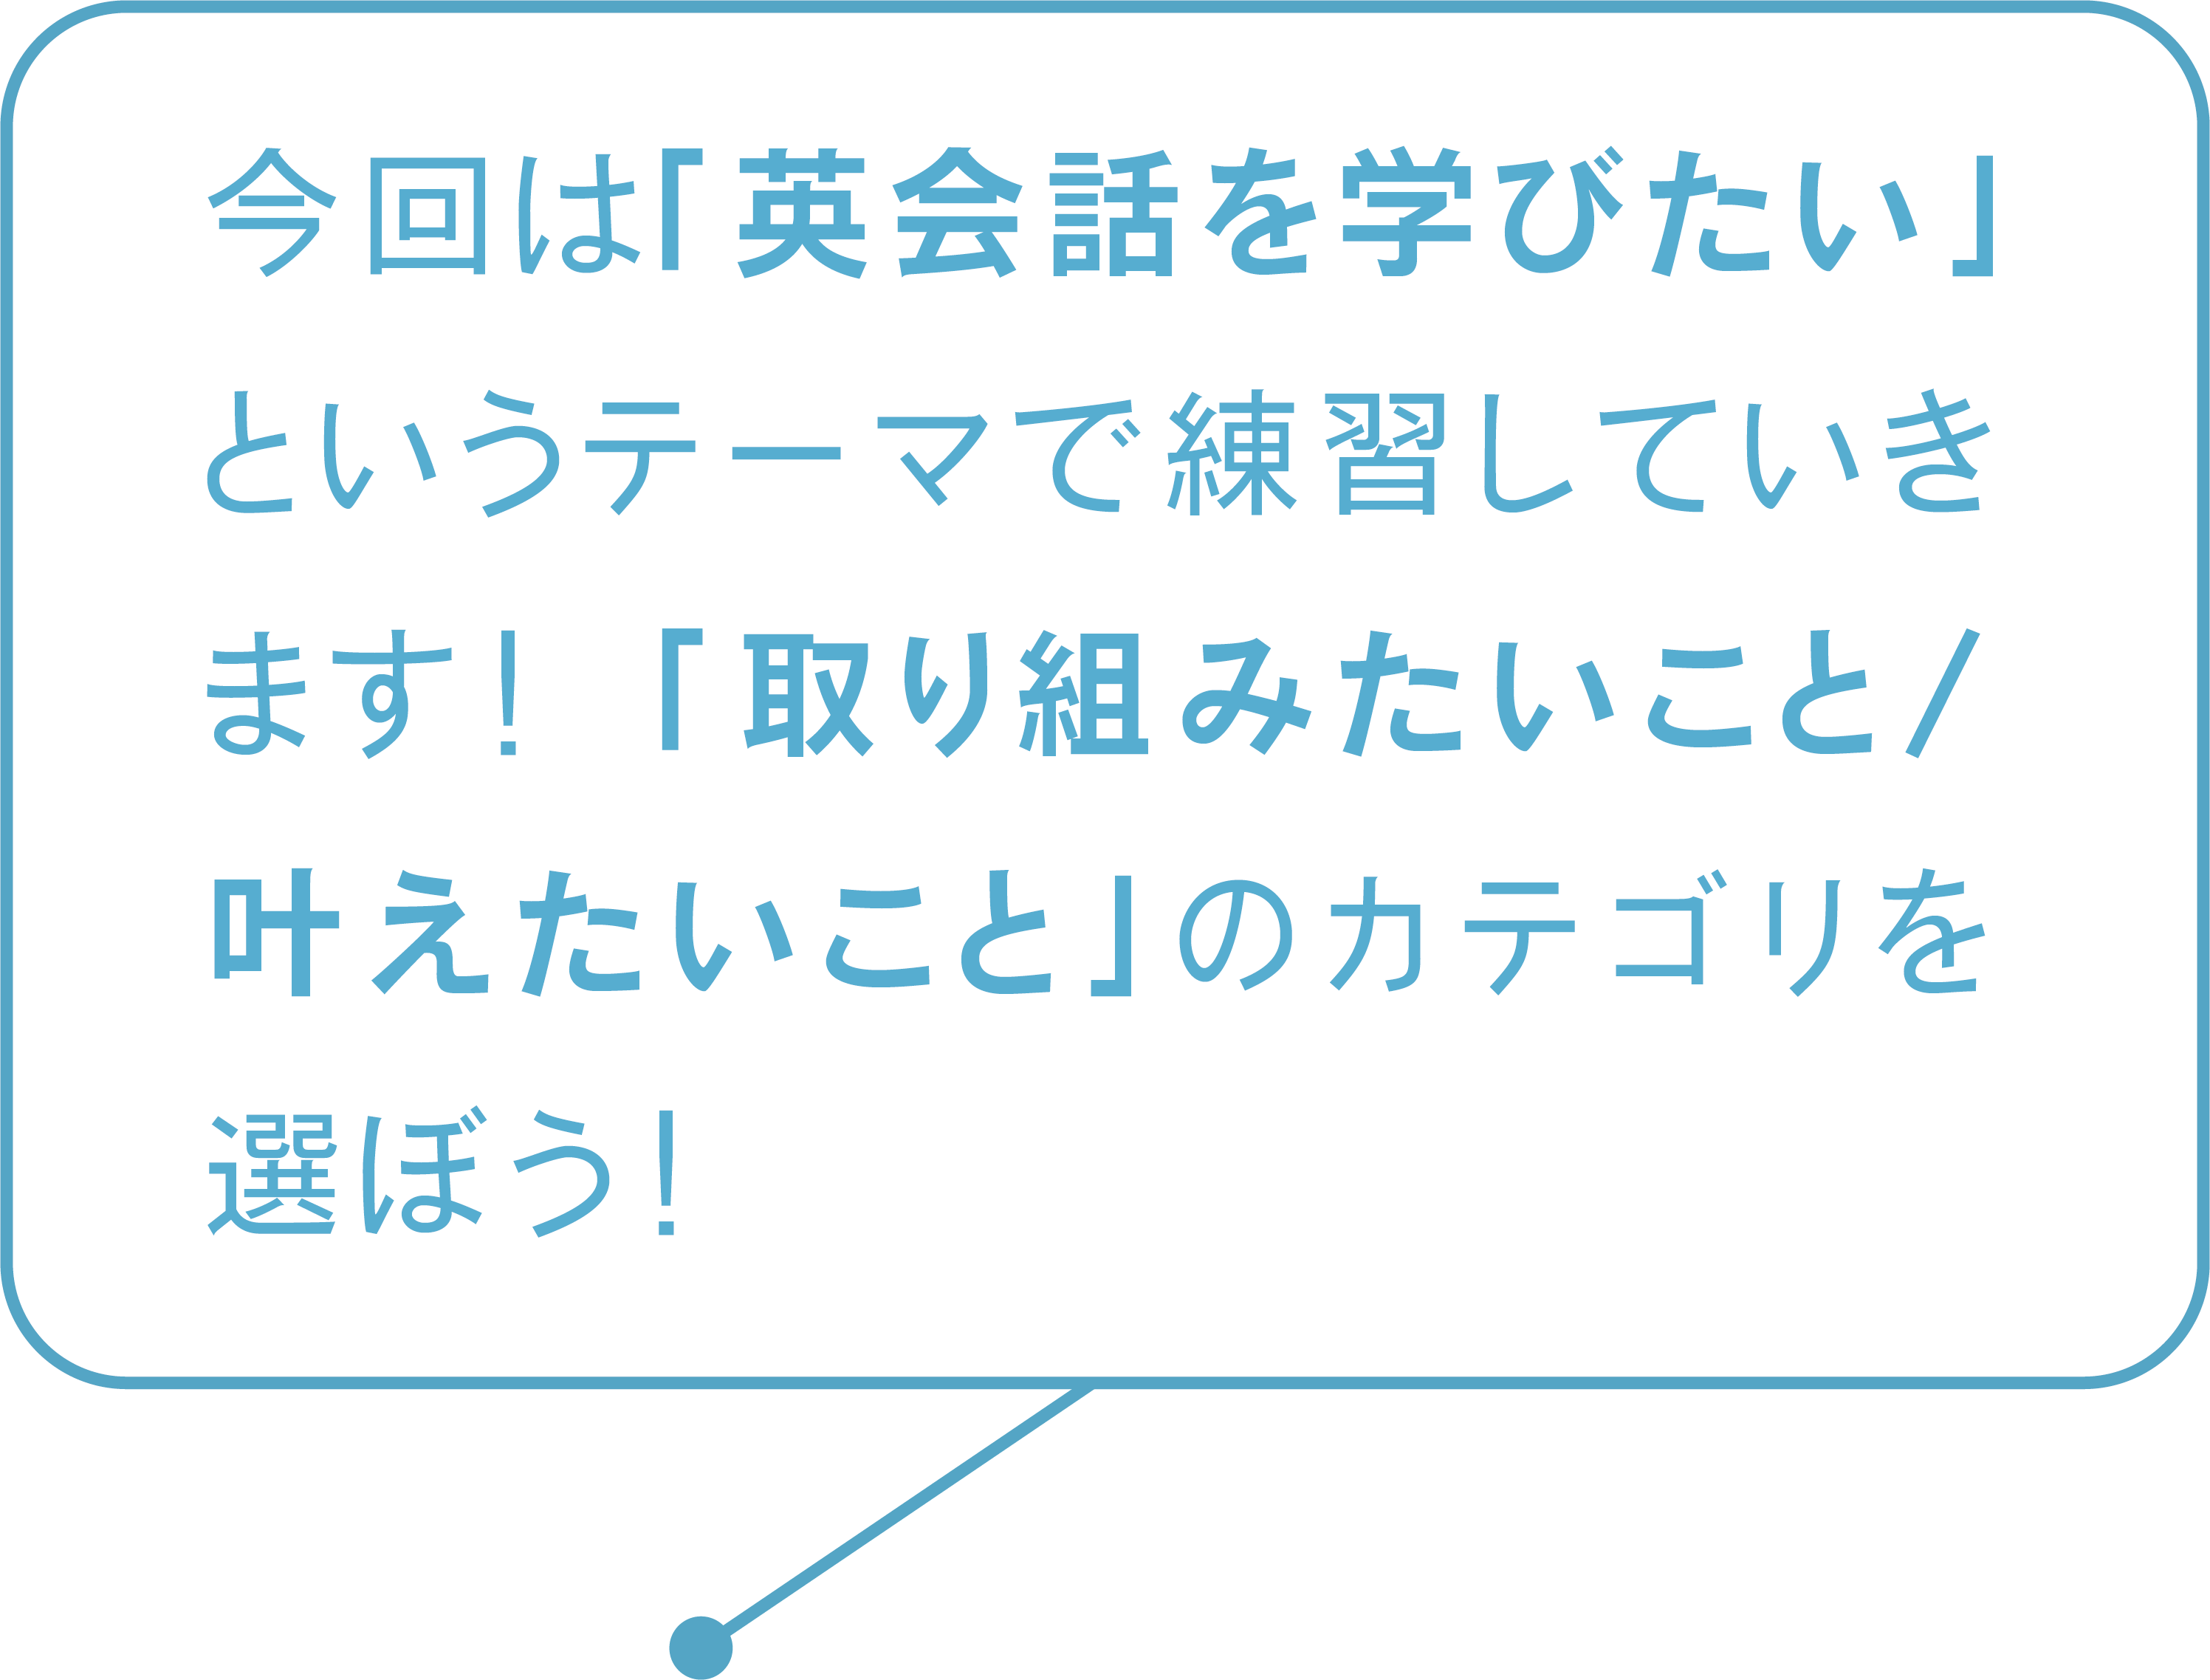 今回は「英会話を学びたい」
というテーマで練習していき
ます!「取り組みたいこと/
叶えたいこと」のカテゴリを
選ぼう!